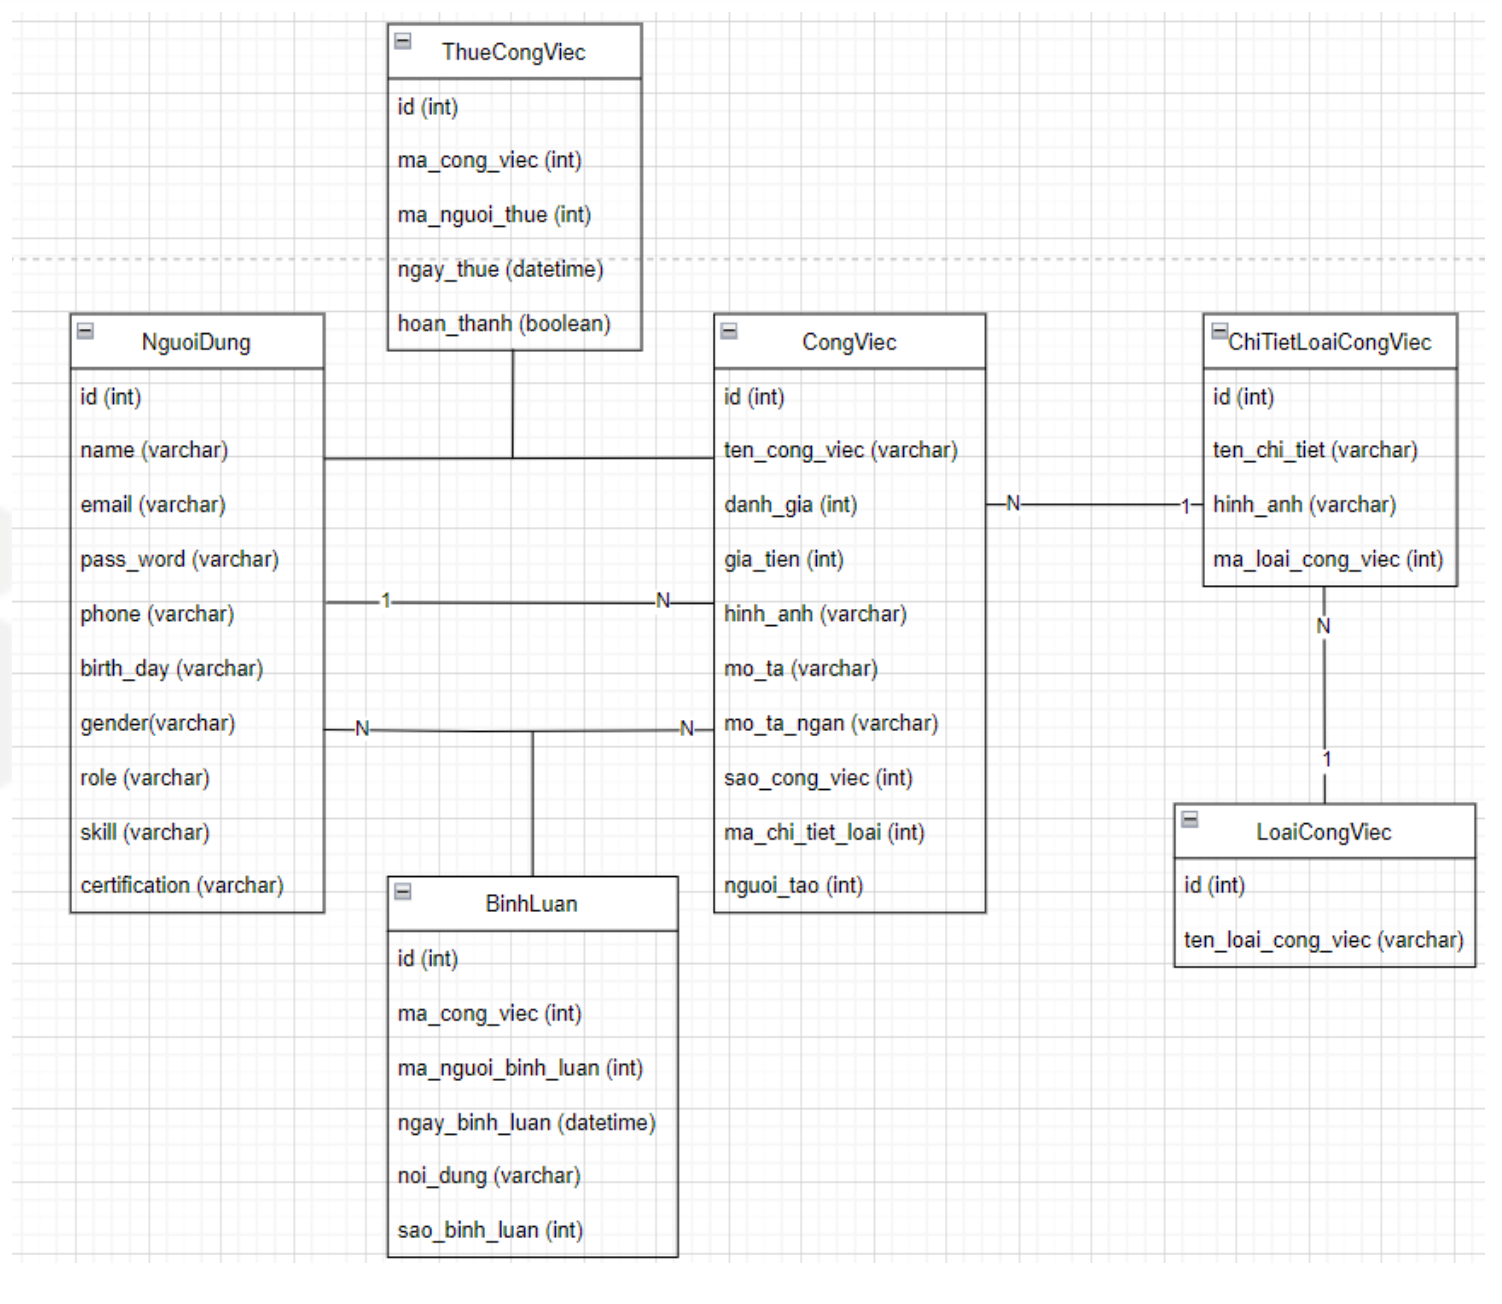 ThueCongViec
id (int)
ma_cong_viec (int)
ma_nguoi_thue (int)
ngay_thue (datetime)
hoan_thanh (boolean)
NguoiDung
id (int)
name (varchar)
email (varchar)
pass_word (varchar)
phone (varchar)
birth_day (varchar)
gender(varchar)
role (varchar)
skill (varchar)
certification (varchar)
1
N
N
N
CongViec
id (int)
ten_cong_viec (varchar)
danh_gia (int)
gia_tien (int)
hinh_anh (varchar)
mo_ta (varchar)
mo_ta_ngan (varchar)
sao_cong_viec (int)
ma_chi_tiet_loai (int)
nguoi_tao (int)
N
1
ChiTietLoaiCongViec
id (int)
ten_chi_tiet (varchar)
hinh_anh (varchar)
ma_loai_cong_viec (int)
N
1
LoaiCongViec
id (int)
ten_loai_cong_viec (varchar)
BinhLuan
id (int)
ma_cong_viec (int)
ma_nguoi_binh_luan (int)
ngay_binh_luan (datetime)
noi_dung (varchar)
sao_binh_luan (int)